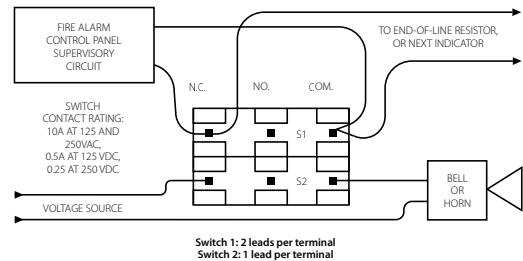 FIRE ALARM
CONTROL PANEL
SUPERVISORY
CIRCUIT
TO END-OF-LINE RESISTOR,
OR NEXT INDICATOR
N.C.
NO.
COM.
SWITCH
CONTACT RATING:
10A AT 125 AND
250VAC,
0.5A AT 125 VDC,
0.25 AT 250 VDC
S1
S2
BELL
OR
HORN
VOLTAGE SOURCE
Switch 1: 2 leads per terminal
Switch 2: 1 lead per terminal